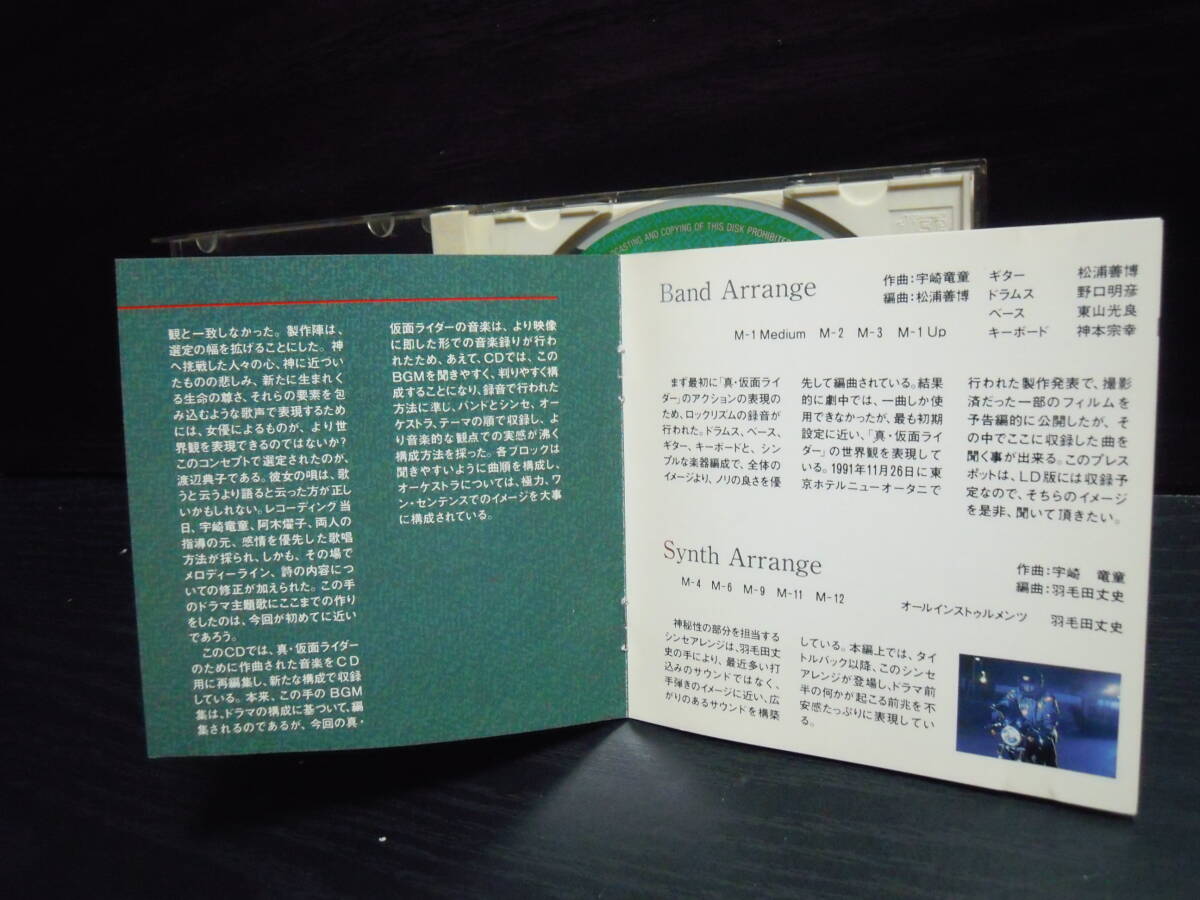 CASTING AND COPYING OF THIS DISK PROHIBITED
観と一致しなかった。製作陣は、
選定の幅を拡げることにした。神
へ挑戦した人々の心、神に近づい
たものの悲しみ、新たに生まれく
る生命の尊さ、それらの要素を包
み込むような歌声で表現するため
には、女優によるものが、より世
界観を表現できるのではないか?
このコンセプトで選定されたのが、
渡辺典子である。彼女の唄は、歌
うと云うより語ると云った方が正し
いかもしれない。レコーディング当
日、宇崎竜童、阿木燿子、両人の
指導の元、感情を優先した歌唱
方法が採られ、しかも、その場で
メロディーライン、詩の内容につ
いての修正が加えられた。この手
のドラマ主題歌にここまでの作り
をしたのは、今回が初めてに近い
であろう。
このCDでは、真・仮面ライダー
のために作曲された音楽をCD
用に再編集し、新たな構成で収録
している。本来、この手のBGM
集は、ドラマの構成に基づいて、編
集されるのであるが、今回の真・
仮面ライダーの音楽は、より映像
に即した形での音楽録りが行わ
れたため、あえて、CDでは、この
BGMを聞きやすく、判りやすく構
成することになり、録音で行われた
方法に準じ、バンドとシンセ、オー
ケストラ、テーマの順で収録し、よ
り音楽的な観点での実感が沸く
構成方法を採った。各ブロックは
聞きやすいように曲順を構成し、
オーケストラについては、極力、ワ
ン・センテンスでのイメージを大事
に構成されている。
Band Arrange
作曲:宇崎竜童
編曲:松浦善博
ギター 松浦善博
ドラムス 野口明彦
ベース 東山光良
キーボード 神本宗幸
M-1 Medium M-2 M-3 M-1 Up
まず最初に「真・仮面ライ
ダー」のアクションの表現の
ため、ロックリズムの録音が
行われた。ドラムス、ベース、
ギター、キーボードと、シン
プルな楽器編成で、全体の
イメージより、ノリの良さを優
先して編曲されている。結果
的に劇中では、一曲しか使
用できなかったが、最も初期
設定に近い、「真・仮面ライ
ダー」の世界観を表現して
いる。1991年11月26日に東
京ホテルニューオータニで
行われた製作発表で、撮影
済だった一部のフィルムを
予告編的に公開したが、そ
の中でここに収録した曲を
聞く事が出来る。このプレス
ポットは、LD版には収録予
定なので、そちらのイメージ
を是非、聞いて頂きたい。
Synth Arrange
作曲:宇崎 竜童
編曲:羽毛田丈史
M-4 M-6 M-9 M-11 M-12
オールインストゥルメンツ 羽毛田丈史
神秘性の部分を担当する
シンセアレンジは、羽毛田丈
史の手により、最近多い打
込みのサウンドではなく、
手弾きのイメージに近い、広
がりのあるサウンドを構築
している。本編上では、タイ
トルバック以降、このシンセ
アレンジが登場し、ドラマ前
半の何かが起こる前兆を不
安感たっぷりに表現してい
る。